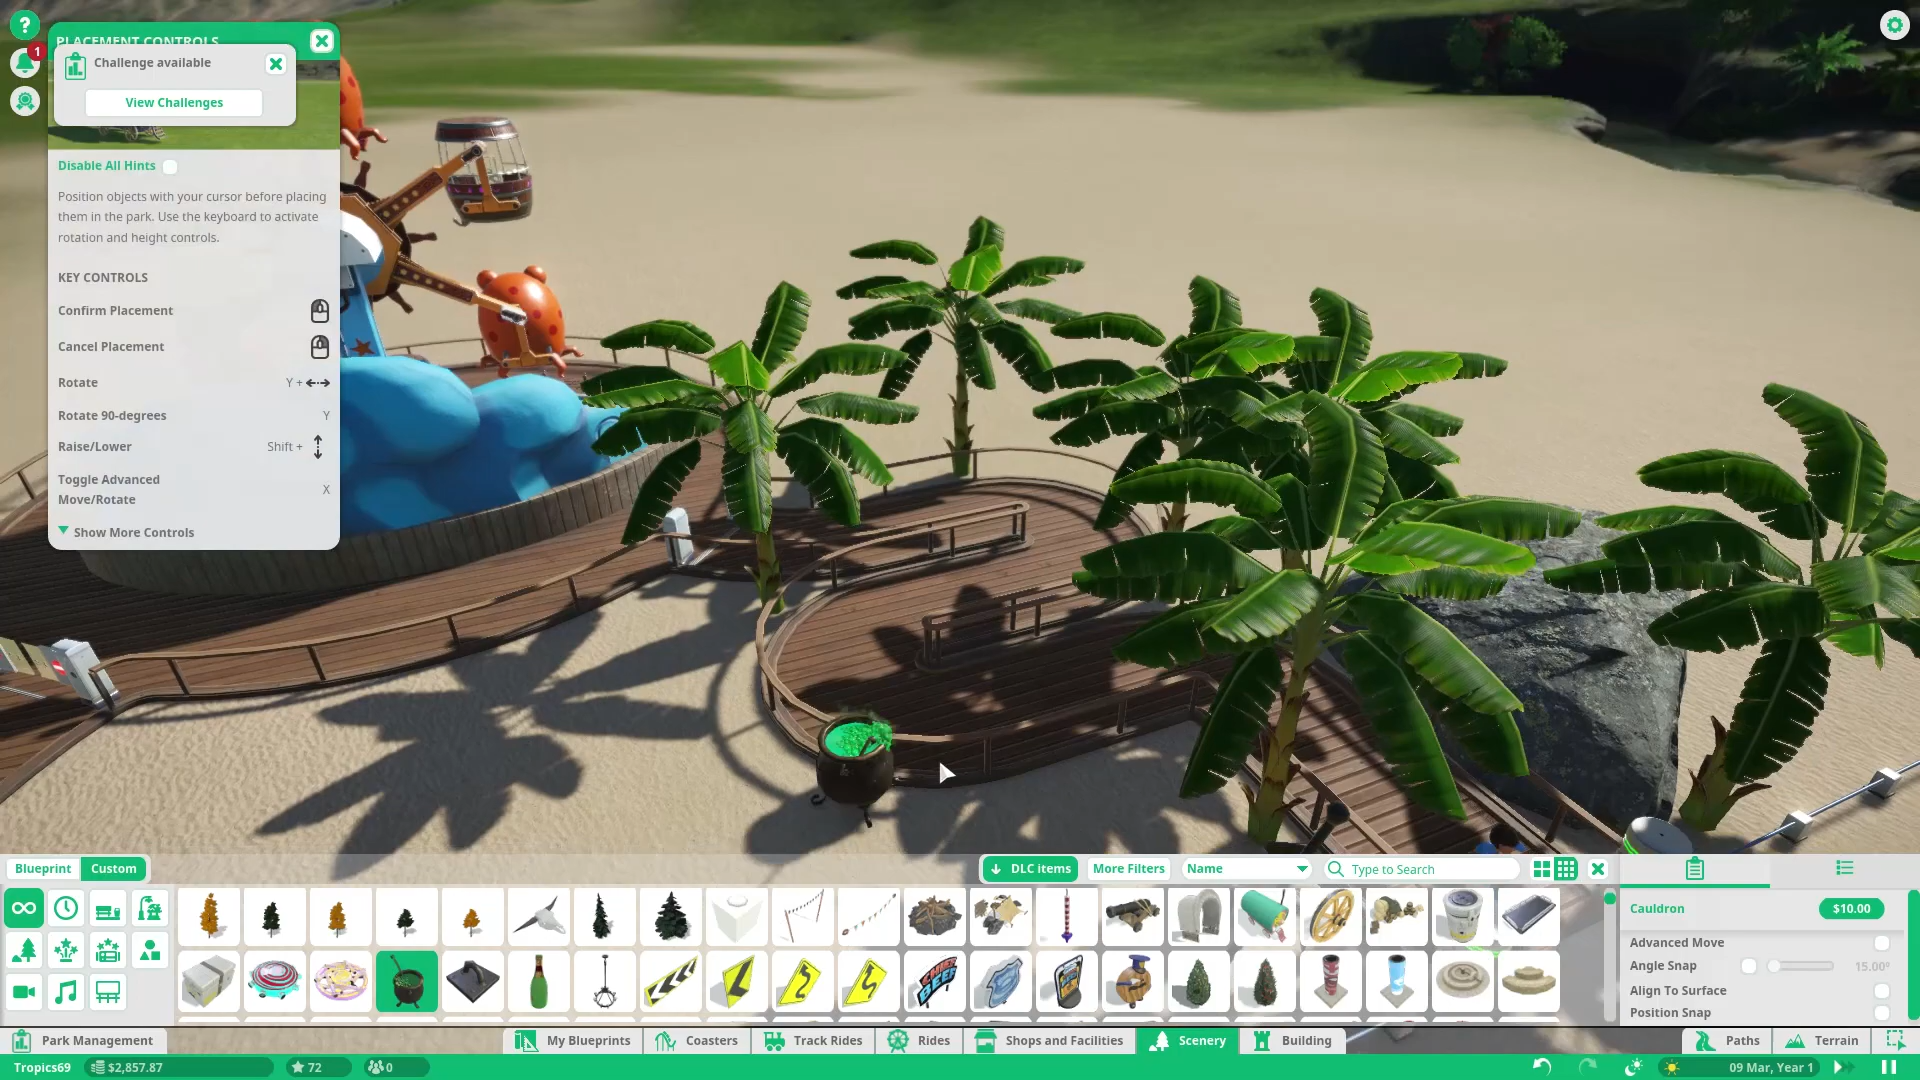 ?
1
PLACEMENT CONTROLS
Challenge available
View Challenges
Disable All Hints
Position objects with your cursor before placing
them in the park. Use the keyboard to activate
rotation and height controls.
KEY CONTROLS
Confirm Placement
Cancel Placement
Rotate Y +
Rotate 90-degrees Y
Raise/Lower Shift +
Toggle Advanced
Move/Rotate X
Show More Controls
Blueprint Custom
DLC items More Filters Name Type to Search
Cauldron $10.00
Advanced Move
Angle Snap 15.00°
Align To Surface
Position Snap
CHIEF BEEF
Park Management My Blueprints Coasters Track Rides Rides Shops and Facilities Scenery Building Paths Terrain
Tropics69 $2,857.87 72 0 09 Mar, Year 1